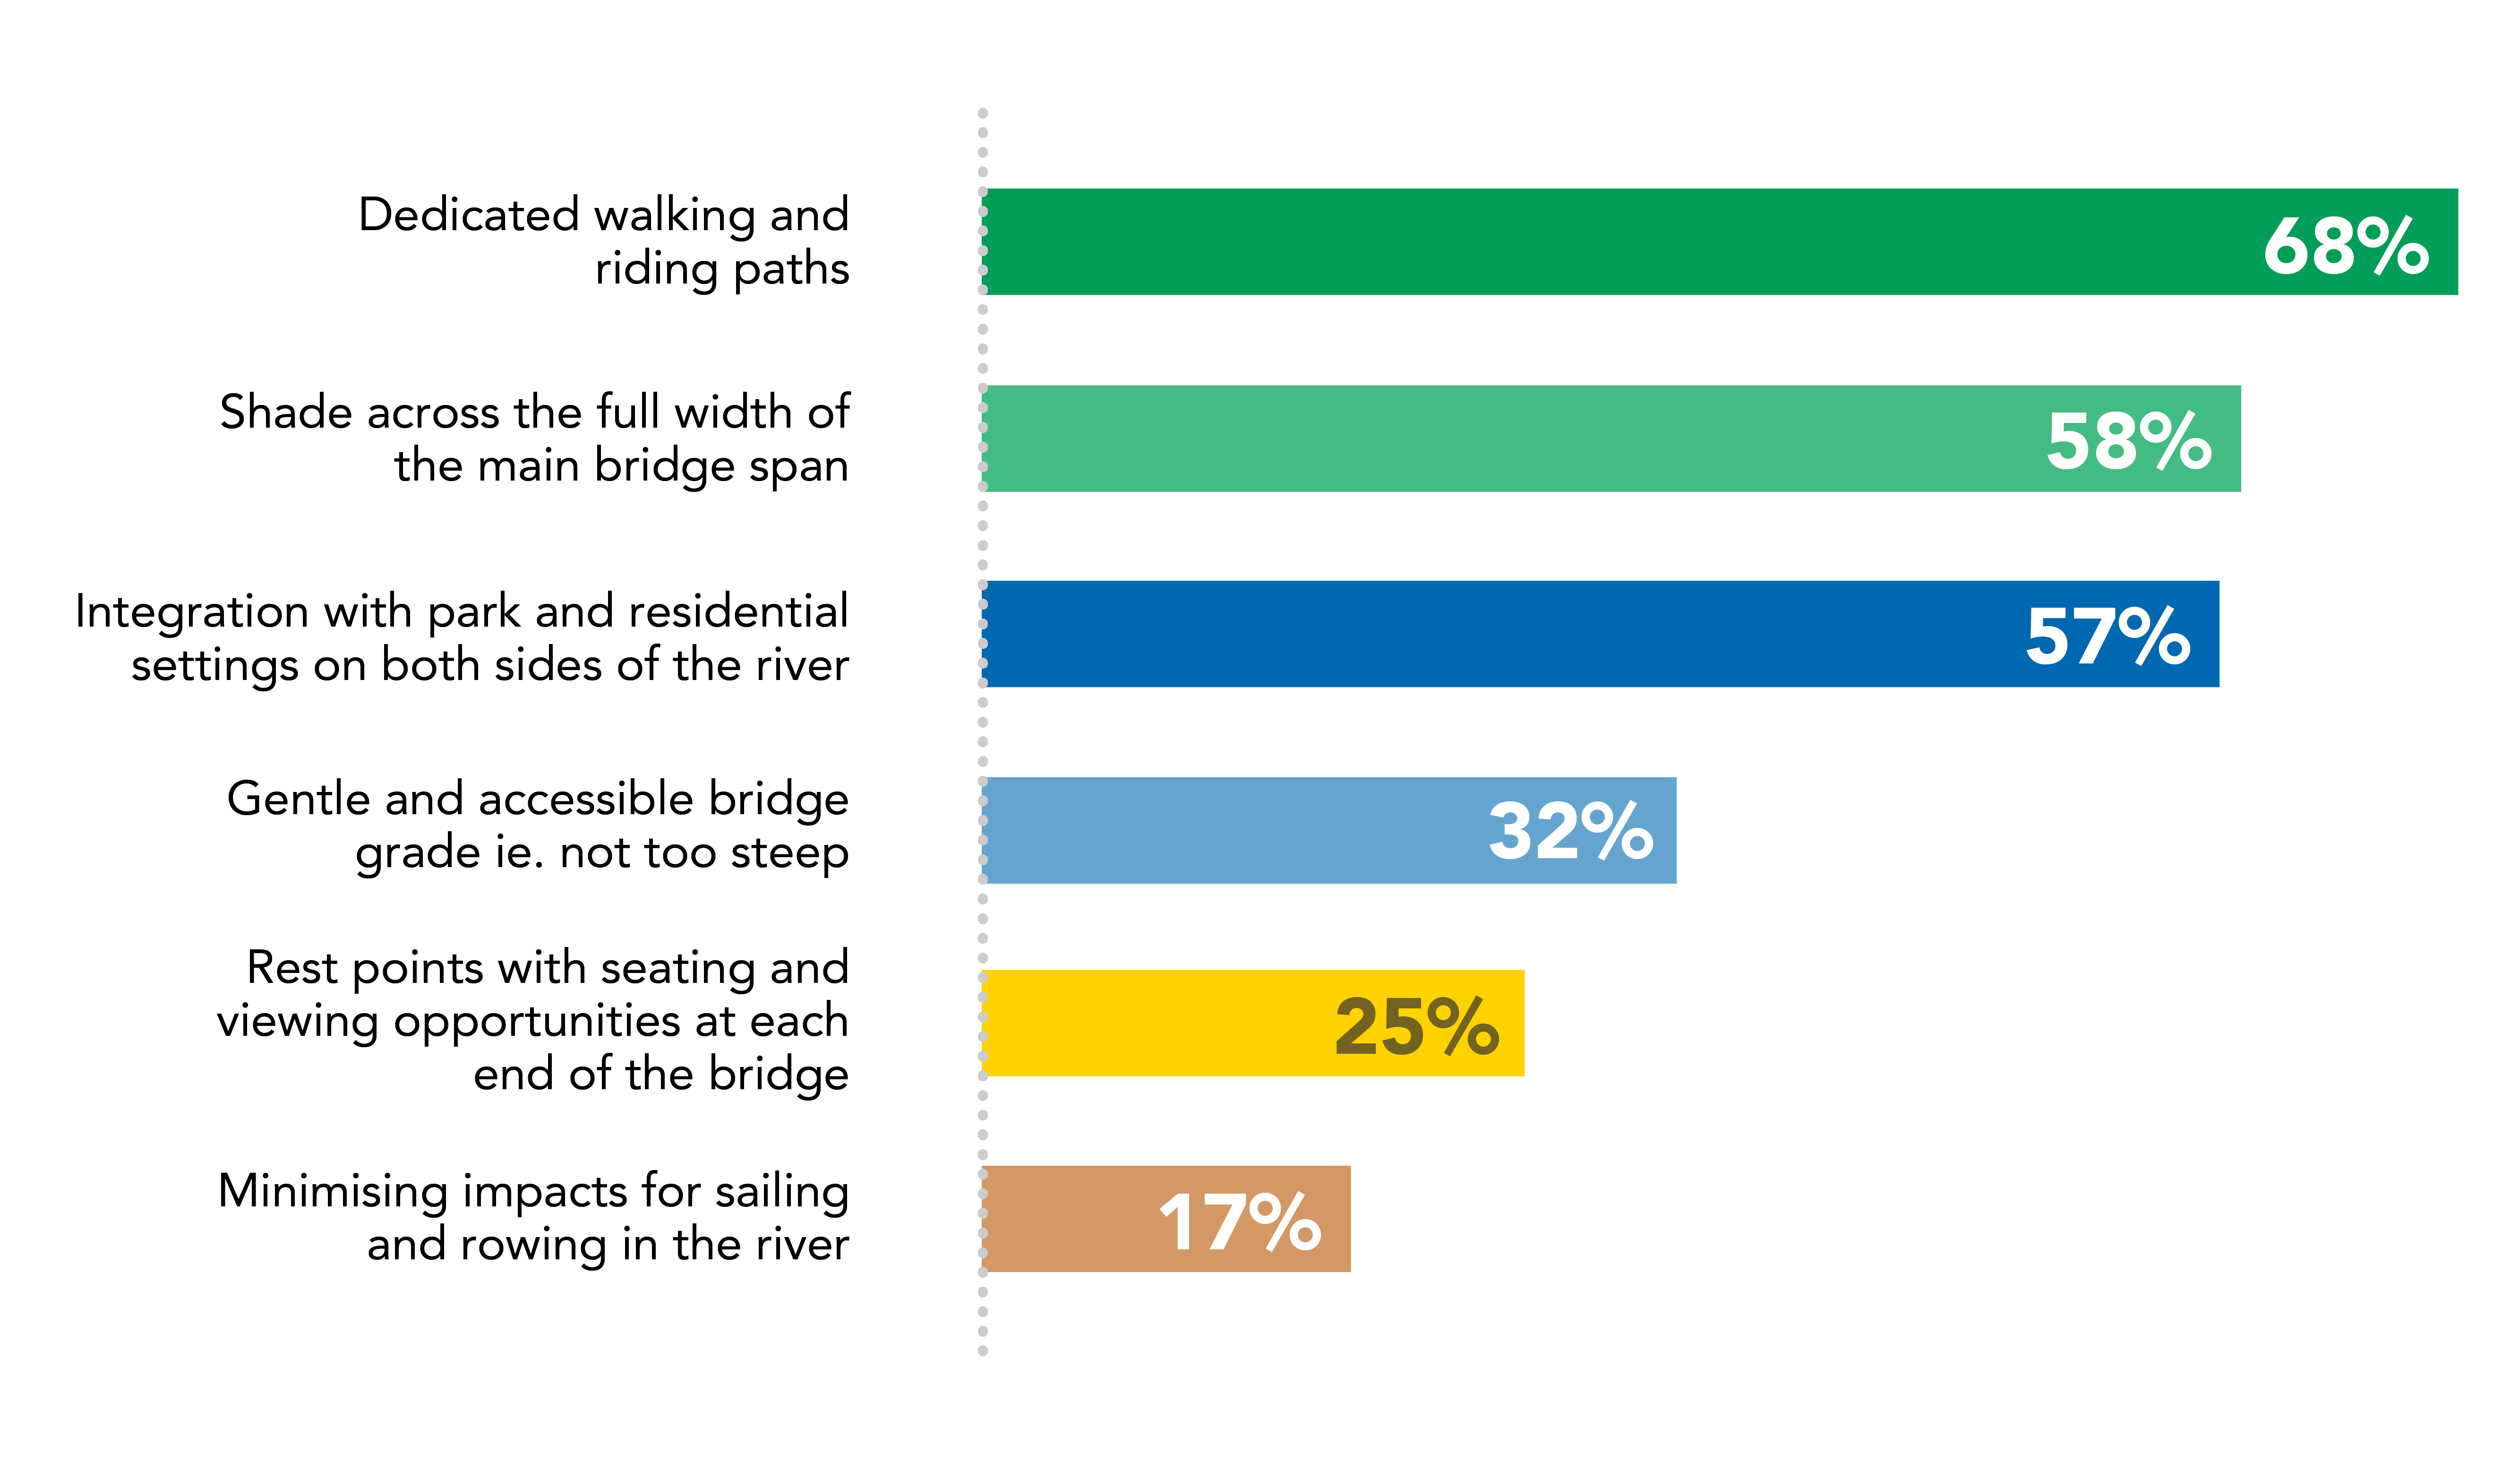 Dedicated walking and
riding paths
68%
Shade across the full width of
the main bridge span
58%
Integration with park and residential
settings on both sides of the river
57%
Gentle and accessible bridge
grade ie. not too steep
32%
Rest points with seating and
viewing opportunities at each
end of the bridge
25%
Minimising impacts for sailing
and rowing in the river
17%